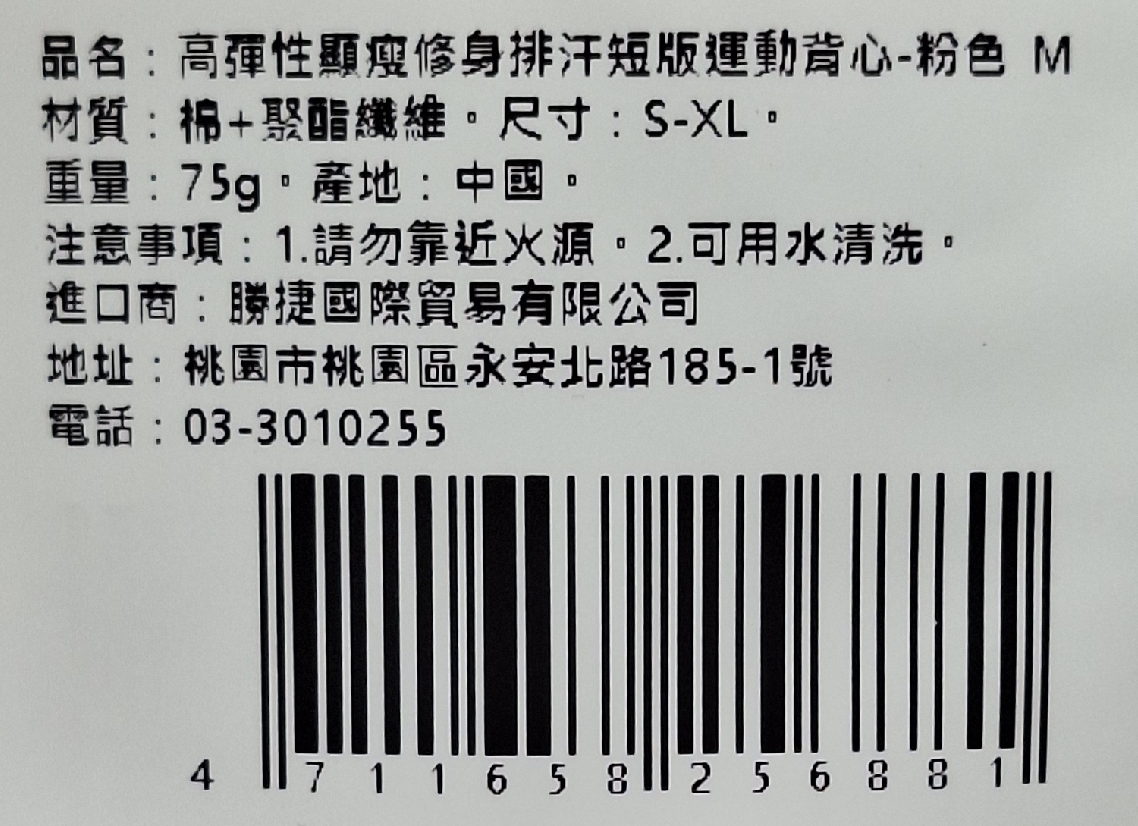 品名：高彈性顯瘦修身排汗短版運動背心-粉色 M
材質：棉+聚酯纖維。尺寸：S-XL。
重量：75g。產地：中國。
注意事項：1.請勿靠近火源。2.可用水清洗。
進口商：勝捷國際貿易有限公司
地址：桃園市桃園區永安北路185-1號
電話：03-3010255
4 711658 256881